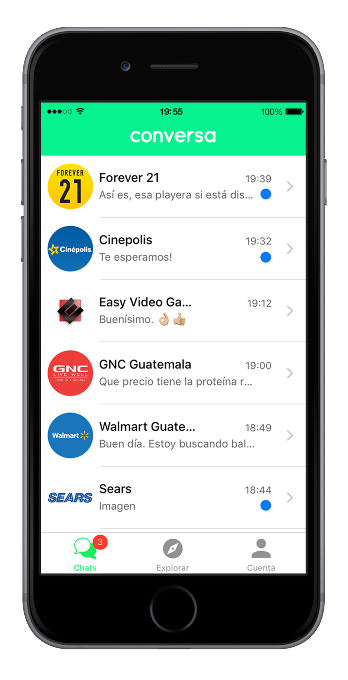 19:55
100%
conversa
FOREVER
21
Forever 21
19:39
Así es, esa playera si está dis...
Cinépolis
Cinepolis
19:32
Te esperamos!
Easy Video Ga...
19:12
Buenísimo. 👌🏼👍🏼
GNC
LIVE WELL
GNC Guatemala
19:00
Que precio tiene la proteína r...
Walmart
Walmart Guate...
18:49
Buen día. Estoy buscando bal...
SEARS
Sears
18:44
Imagen
3
Chats
Explorar
Cuenta